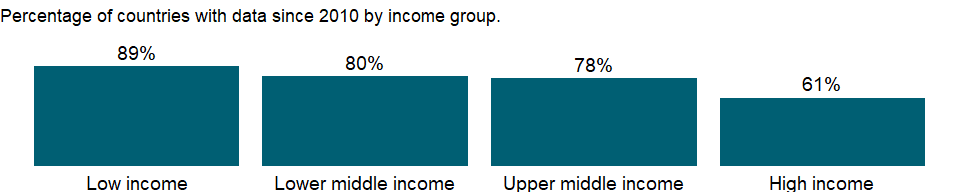 Percentage of countries with data since 2010 by income group.
89%
80%
78%
61%
Low income
Lower middle income
Upper middle income
High income